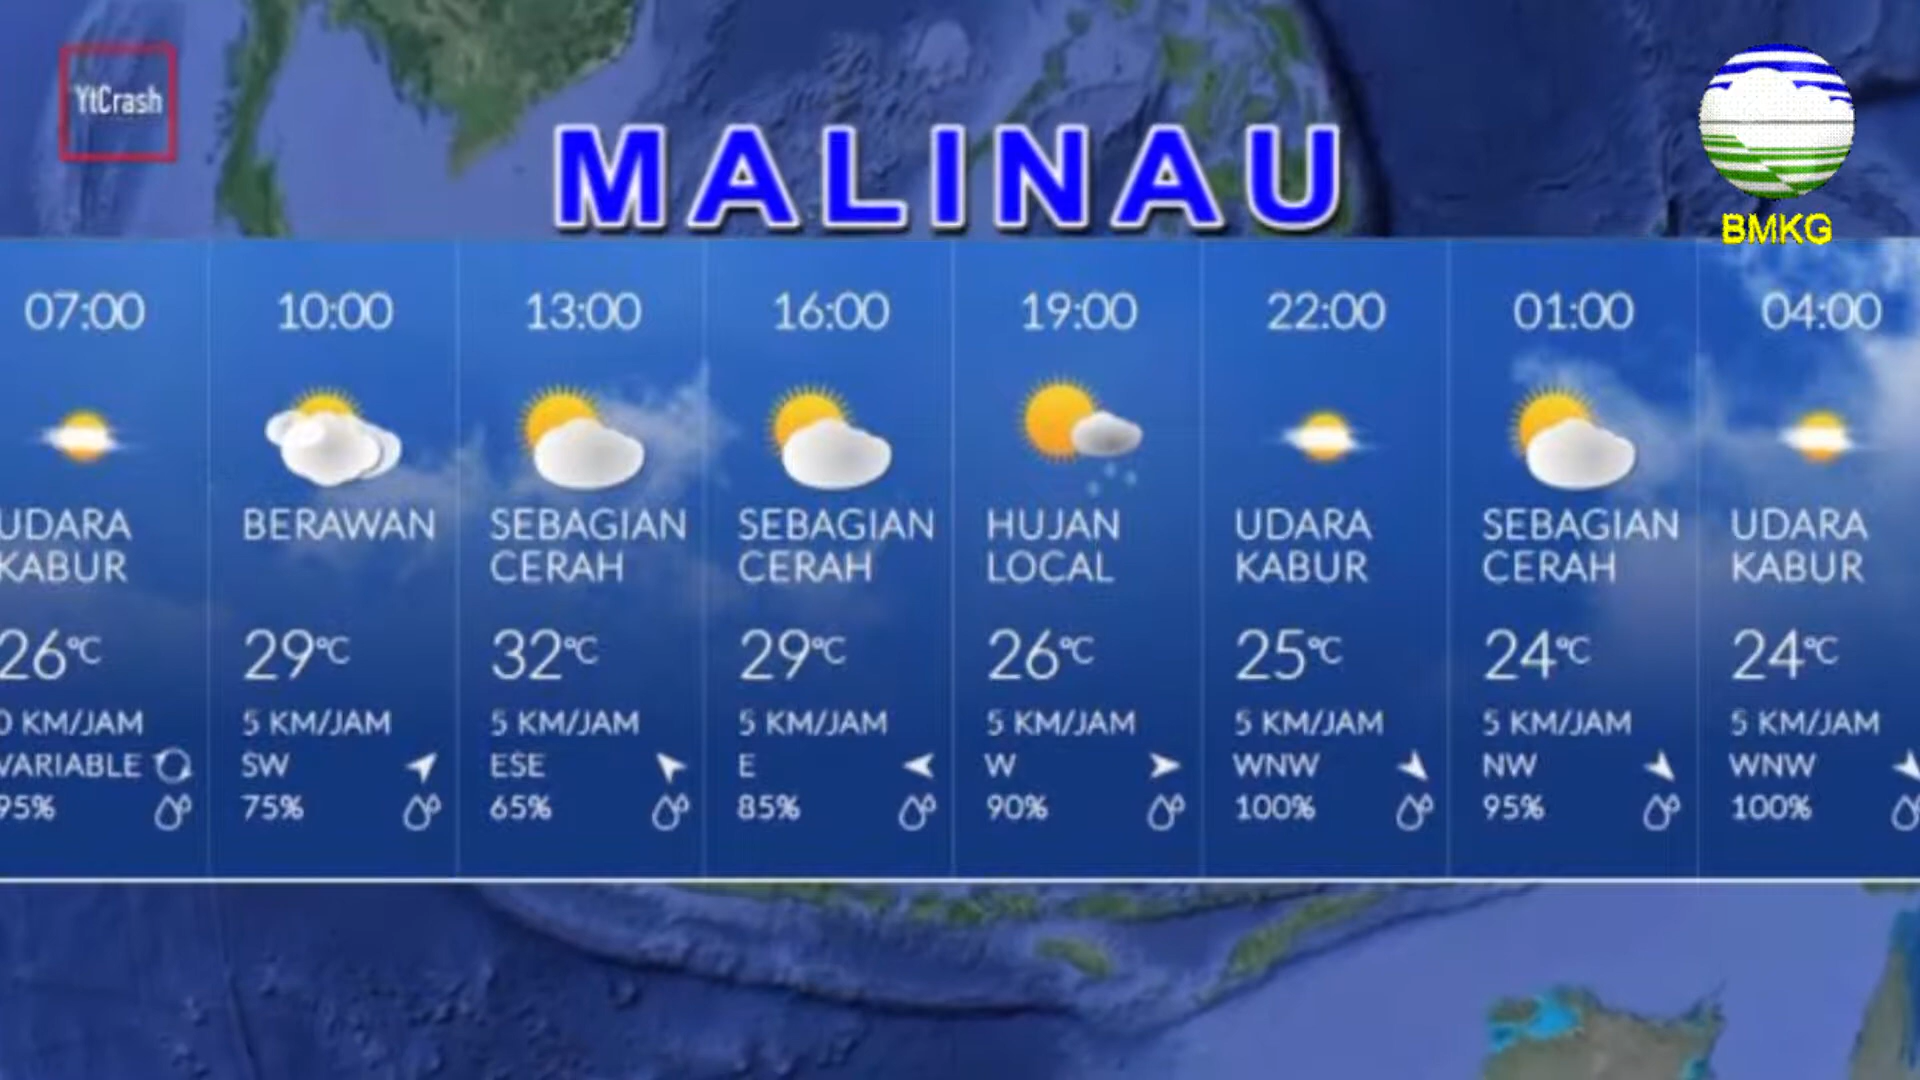 YtCrash
MALINAU
BMKG
07:00 10:00 13:00 16:00 19:00 22:00 01:00 04:00
UDARA KABUR
BERAWAN
SEBAGIAN CERAH
SEBAGIAN CERAH
HUJAN LOCAL
UDARA KABUR
SEBAGIAN CERAH
UDARA KABUR
26°C 29°C 32°C 29°C 26°C 25°C 24°C 24°C
0 KM/JAM 5 KM/JAM 5 KM/JAM 5 KM/JAM 5 KM/JAM 5 KM/JAM 5 KM/JAM 5 KM/JAM
VARIABLE SW ESE E W WNW NW WNW
95% 75% 65% 85% 90% 100% 95% 100%